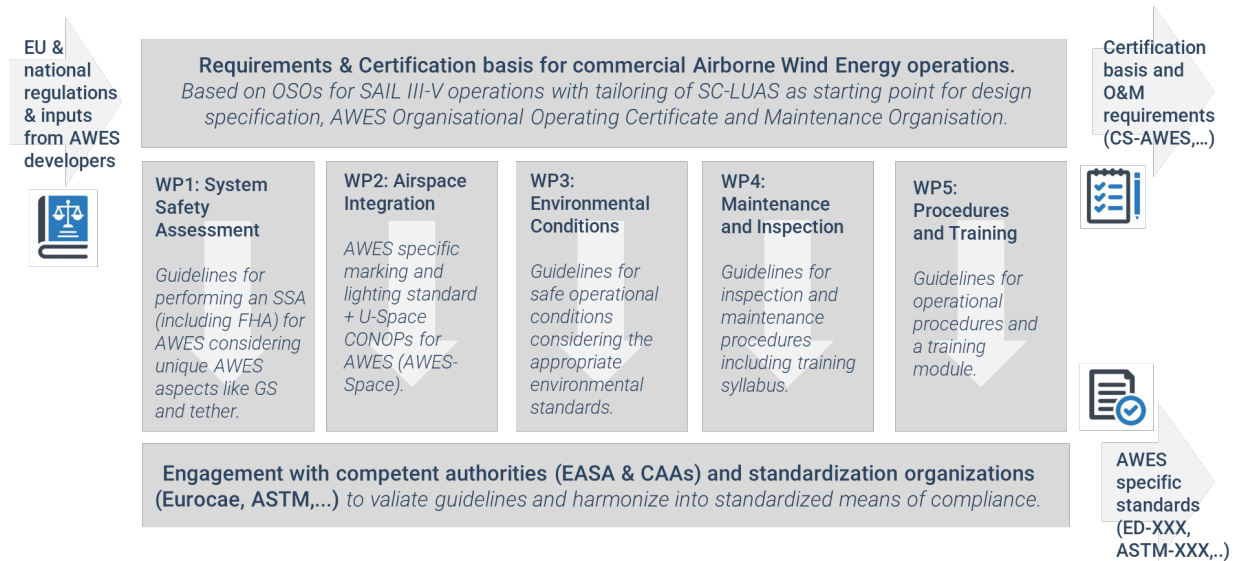 EU &
national
regulations
& inputs
from AWES
developers
Requirements & Certification basis for commercial Airborne Wind Energy operations.
Based on OSOs for SAIL III-V operations with tailoring of SC-LUAS as starting point for design
specification, AWES Organisational Operating Certificate and Maintenance Organisation.
Certification
basis and
O&M
requirements
(CS-AWES,...)
WP1: System
Safety
Assessment
Guidelines for
performing an SSA
(including FHA) for
AWES considering
unique AWES
aspects like GS
and tether.
WP2: Airspace
Integration
AWES specific
marking and
lighting standard
+ U-Space
CONOPs for
AWES (AWES-
Space).
WP3:
Environmental
Conditions
Guidelines for
safe operational
conditions
considering the
appropriate
environmental
standards.
WP4:
Maintenance
and Inspection
Guidelines for
inspection and
maintenance
procedures
including training
syllabus.
WP5:
Procedures
and Training
Guidelines for
operational
procedures and
a training
module.
Engagement with competent authorities (EASA & CAAs) and standardization organizations
(Eurocae, ASTM,...) to valiate guidelines and harmonize into standardized means of compliance.
AWES
specific
standards
(ED-XXX,
ASTM-XXX,..)